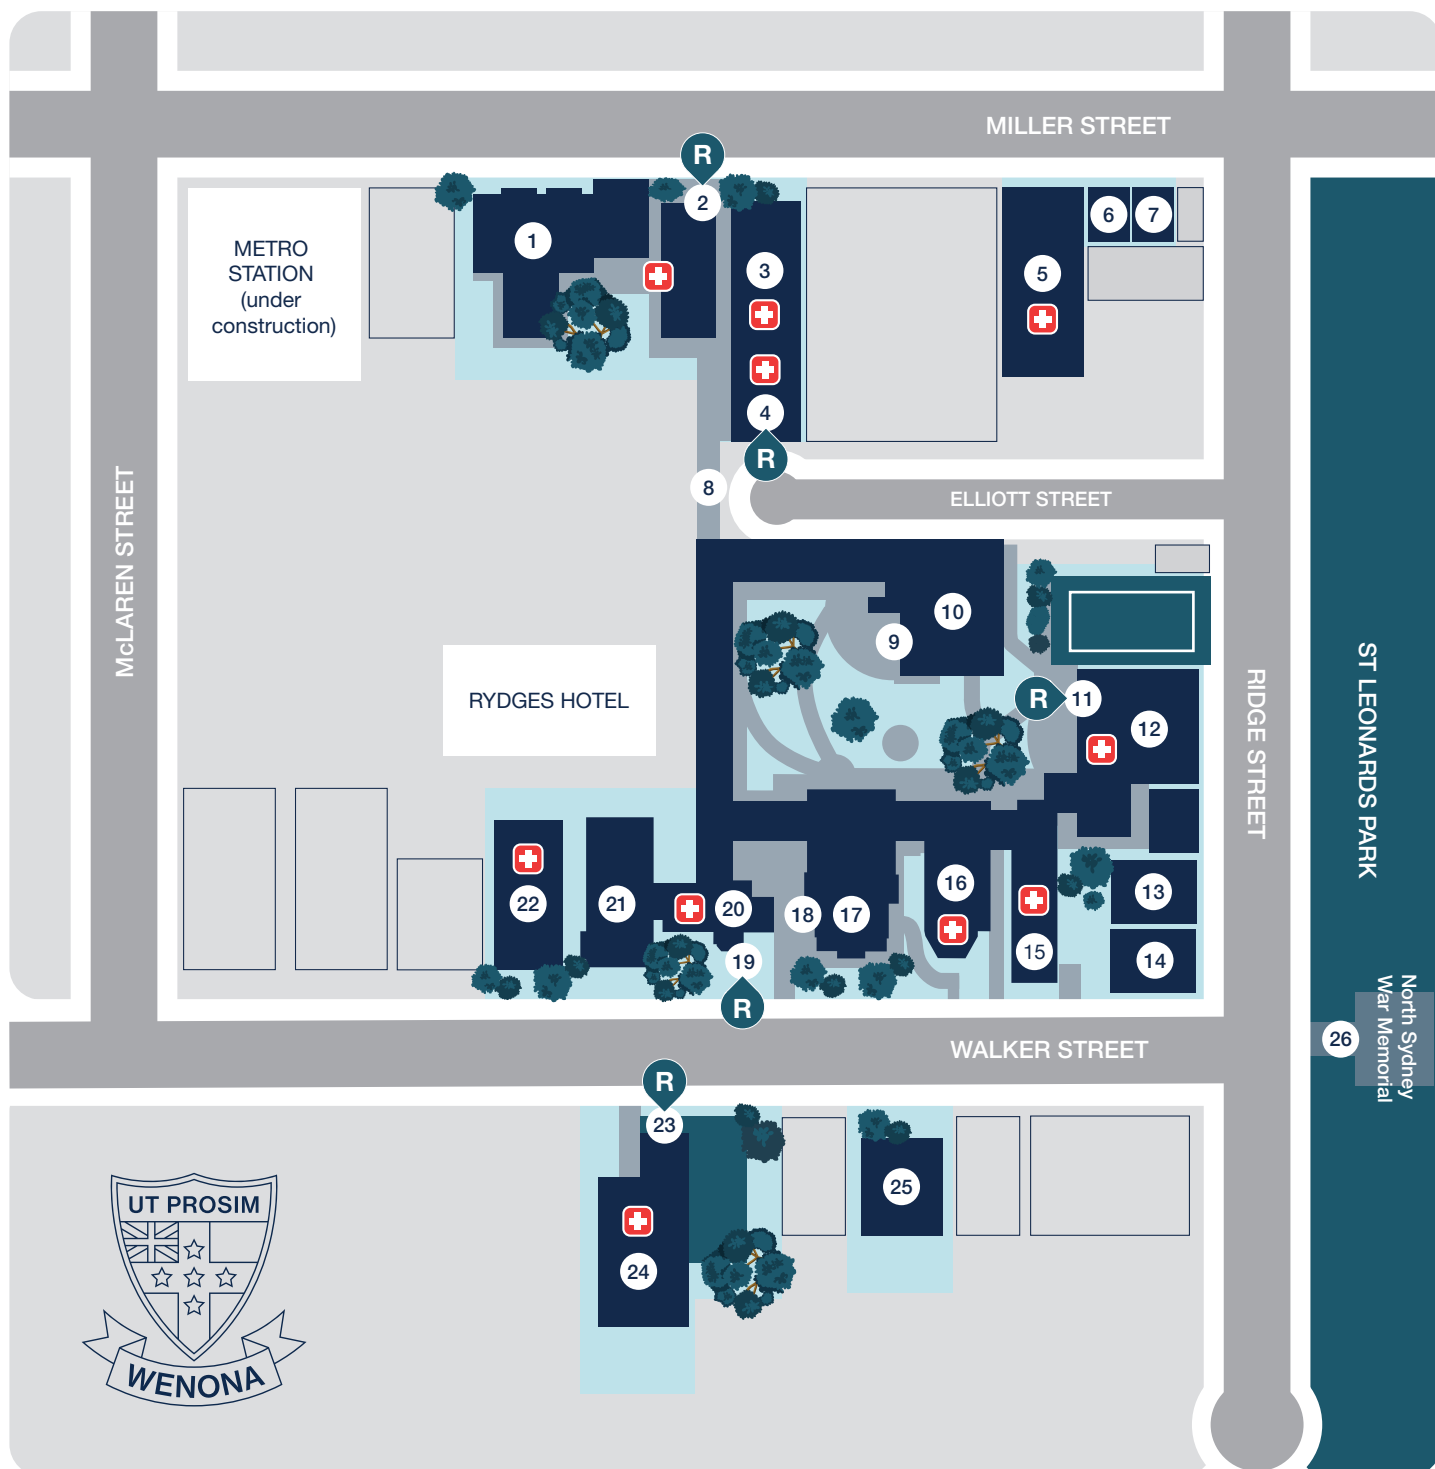 MILLER STREET
R
2
1
3
4
R
5
6
7
METRO
STATION
(under
construction)
8
ELLIOTT STREET
McLAREN STREET
RYDGES HOTEL
9
10
R
11
12
RIDGE STREET
ST LEONARDS PARK
13
14
15
16
17
18
19
R
20
21
22
WALKER STREET
26
North Sydney
War Memorial
R
23
24
25
UT PROSIM
WENONA